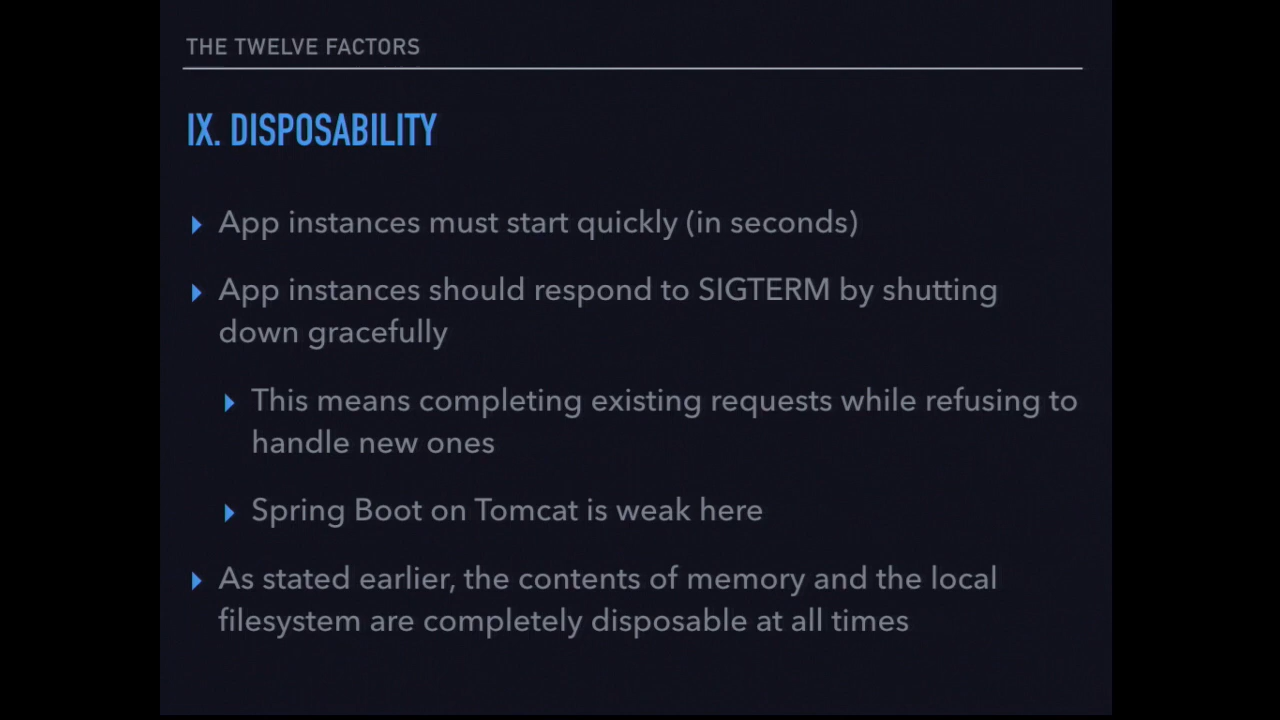 THE TWELVE FACTORS
IX. DISPOSABILITY
App instances must start quickly (in seconds)
App instances should respond to SIGTERM by shutting
down gracefully
This means completing existing requests while refusing to
handle new ones
Spring Boot on Tomcat is weak here
As stated earlier, the contents of memory and the local
filesystem are completely disposable at all times